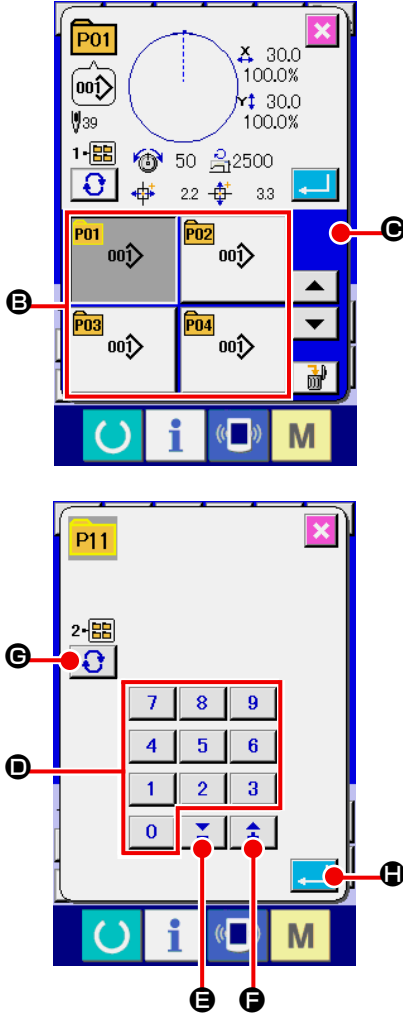 P01
X 30.0
100.0%
001
Y 30.0
100.0%
39
1-
50 2500
2.2 3.3
C
P01 P02
001 001
B
P03 P04
001 001
i M
P11
2-
G
7 8 9
4 5 6
D
1 2 3
0
H
i M
E F